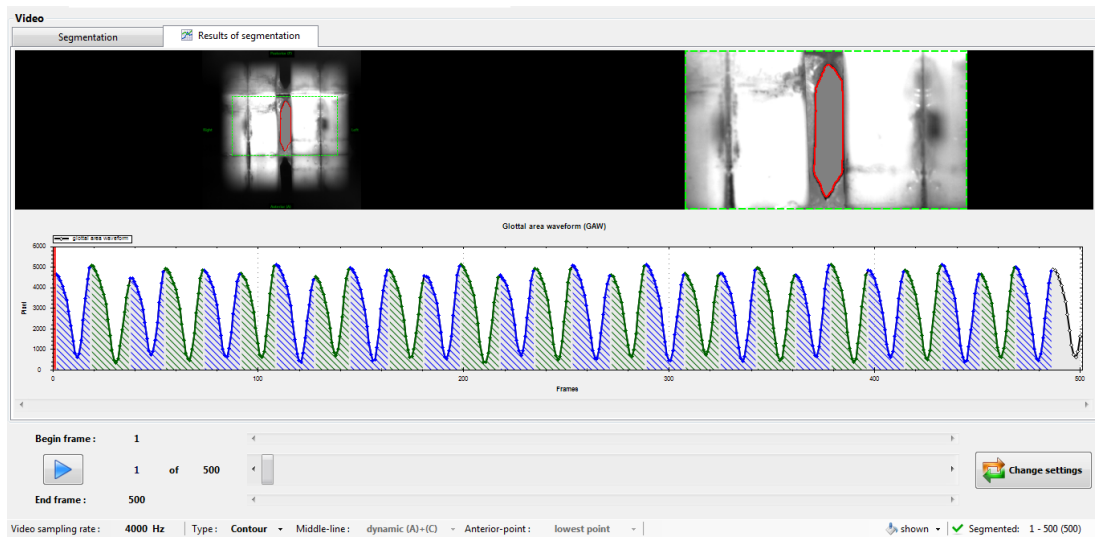 Video
Segmentation
Results of segmentation
Right
Left
Glottal area waveform (GAW)
glottal area waveform
6000
5000
4000
3000
2000
1000
0
Pixel
0 100 200 300 400 500
Frames
Begin frame : 1
1 of 500
Change settings
End frame : 500
Video sampling rate : 4000 Hz Type : Contour Middle-line : dynamic (A)+(C) Anterior-point : lowest point shown Segmented: 1 - 500 (500)